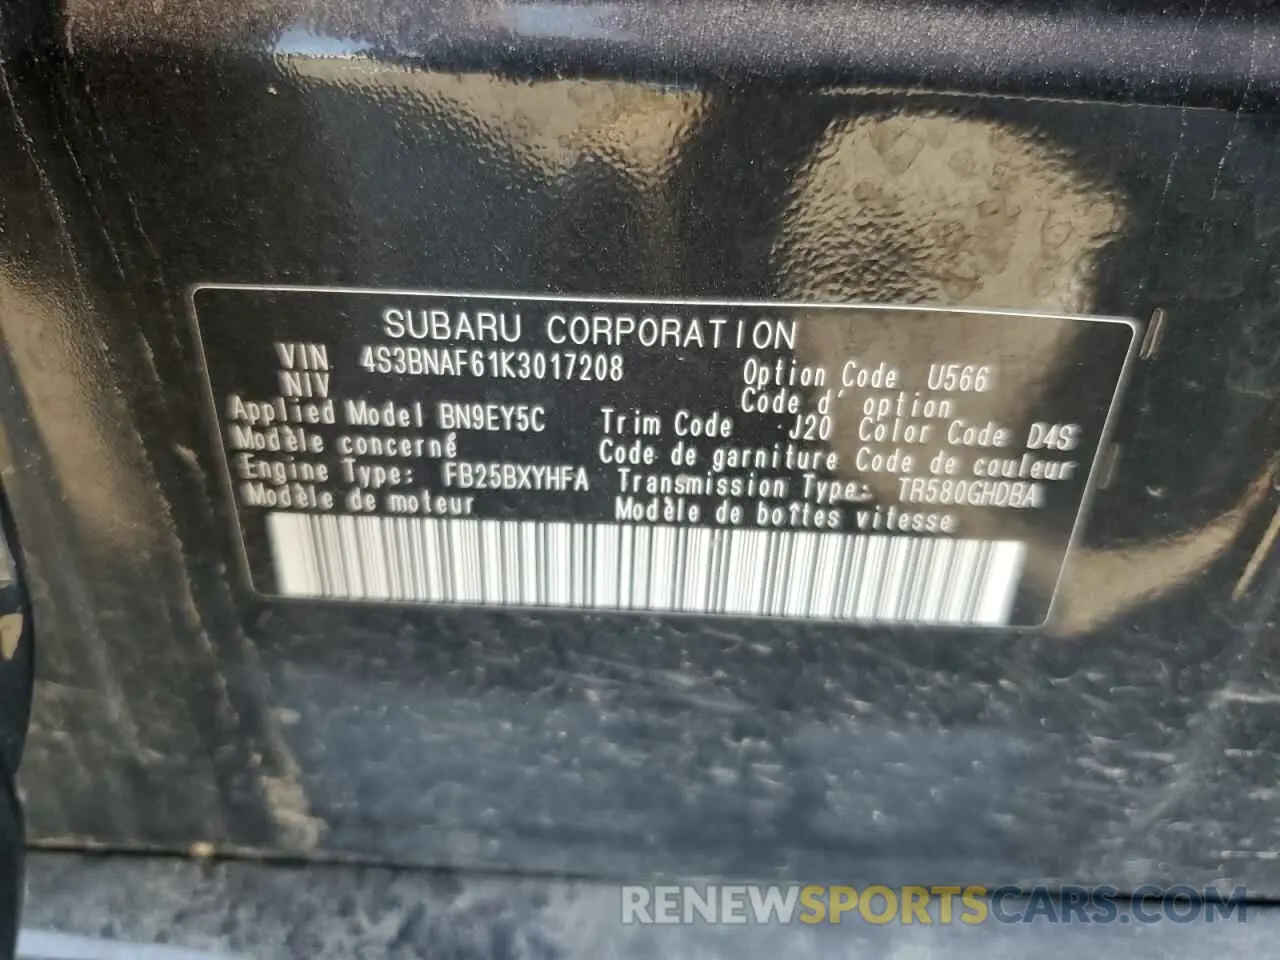 SUBARU CORPORATION
VIN 4S3BNAF61K3017208 Option Code U566
NIV Code d' option
Applied Model BN9EY5C Trim Code J20 Color Code D4S
Modèle concerné Code de garniture Code de couleur
Engine Type: FB25BXYHFA Transmission Type: TR580GHDBA
Modèle de moteur Modèle de boîtes vitesse
RENEWSPORTSCARS.COM